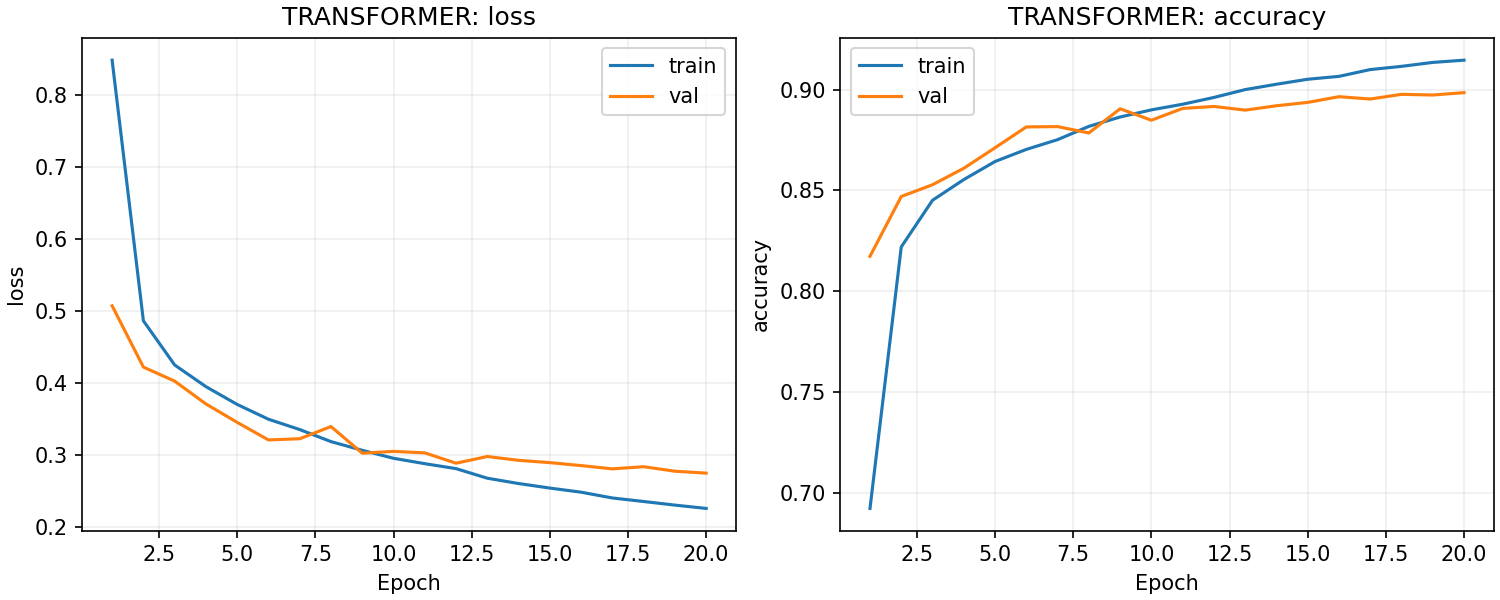 TRANSFORMER: loss
train
val
0.8
0.7
0.6
0.5
0.4
0.3
0.2
loss
2.5 5.0 7.5 10.0 12.5 15.0 17.5 20.0
Epoch
TRANSFORMER: accuracy
train
val
0.90
0.85
0.80
0.75
0.70
accuracy
2.5 5.0 7.5 10.0 12.5 15.0 17.5 20.0
Epoch